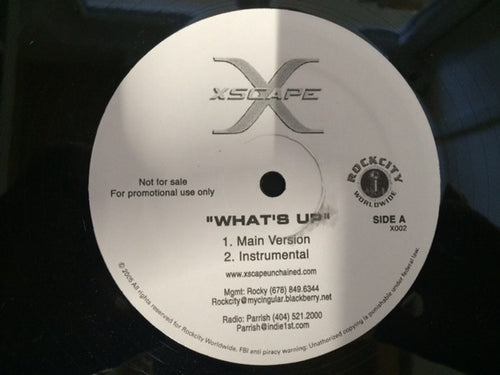 X
XSCAPE
Not for sale
For promotional use only
ROCKCITY
WORLDWIDE
"WHAT'S UP"
SIDE A
X002
1. Main Version
2. Instrumental
www.xscapeunchained.com
Mgmt: Rocky (678) 849.6344
Rockcity@mycingular.blackberry.net
Radio: Parrish (404) 521.2000
Parrish@indie1st.com
© 2005 All rights reserved for Rockcity Worldwide. FBI anti piracy warning: Unauthorized copying is punishable under federal law.